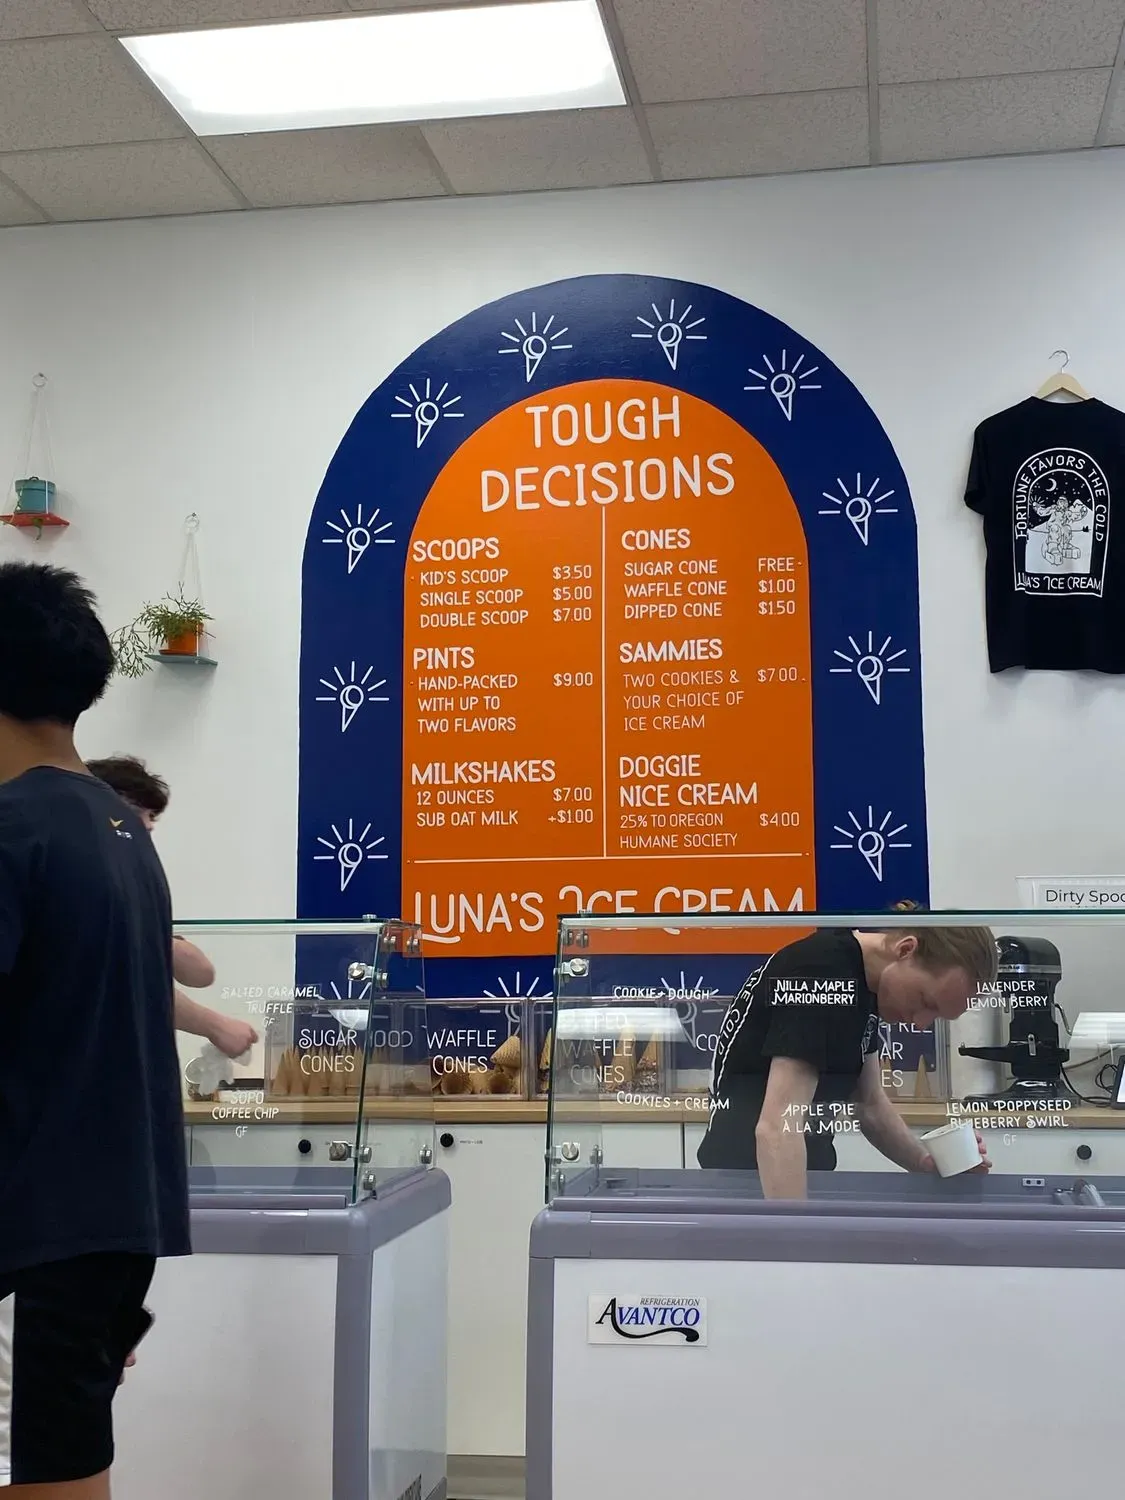 TOUGH
DECISIONS
SCOOPS
KID'S SCOOP $3.50
SINGLE SCOOP $5.00
DOUBLE SCOOP $7.00
PINTS
HAND-PACKED $9.00
WITH UP TO
TWO FLAVORS
MILKSHAKES
12 OUNCES $7.00
SUB OAT MILK +$1.00
CONES
SUGAR CONE FREE
WAFFLE CONE $1.00
DIPPED CONE $1.50
SAMMIES
TWO COOKIES & $7.00
YOUR CHOICE OF
ICE CREAM
DOGGIE
NICE CREAM
25% TO OREGON $4.00
HUMANE SOCIETY
LUNA'S ICE CREAM
FORTUNE FAVORS THE COLD
LUNA'S ICE CREAM
Dirty Spoo
SALTED CARAMEL
TRUFFLE
GF
SUGAR
CONES
WAFFLE
CONES
COOKIE + DOUGH
WAFFLE
CONES
NILLA MAPLE
MARIONBERRY
LAVENDER
LEMON BERRY
SOPO
COFFEE CHIP
GF
COOKIES + CREAM
APPLE PIE
À LA MODE
LEMON POPPYSEED
BLUEBERRY SWIRL
GF
REFRIGERATION
AVANTCO